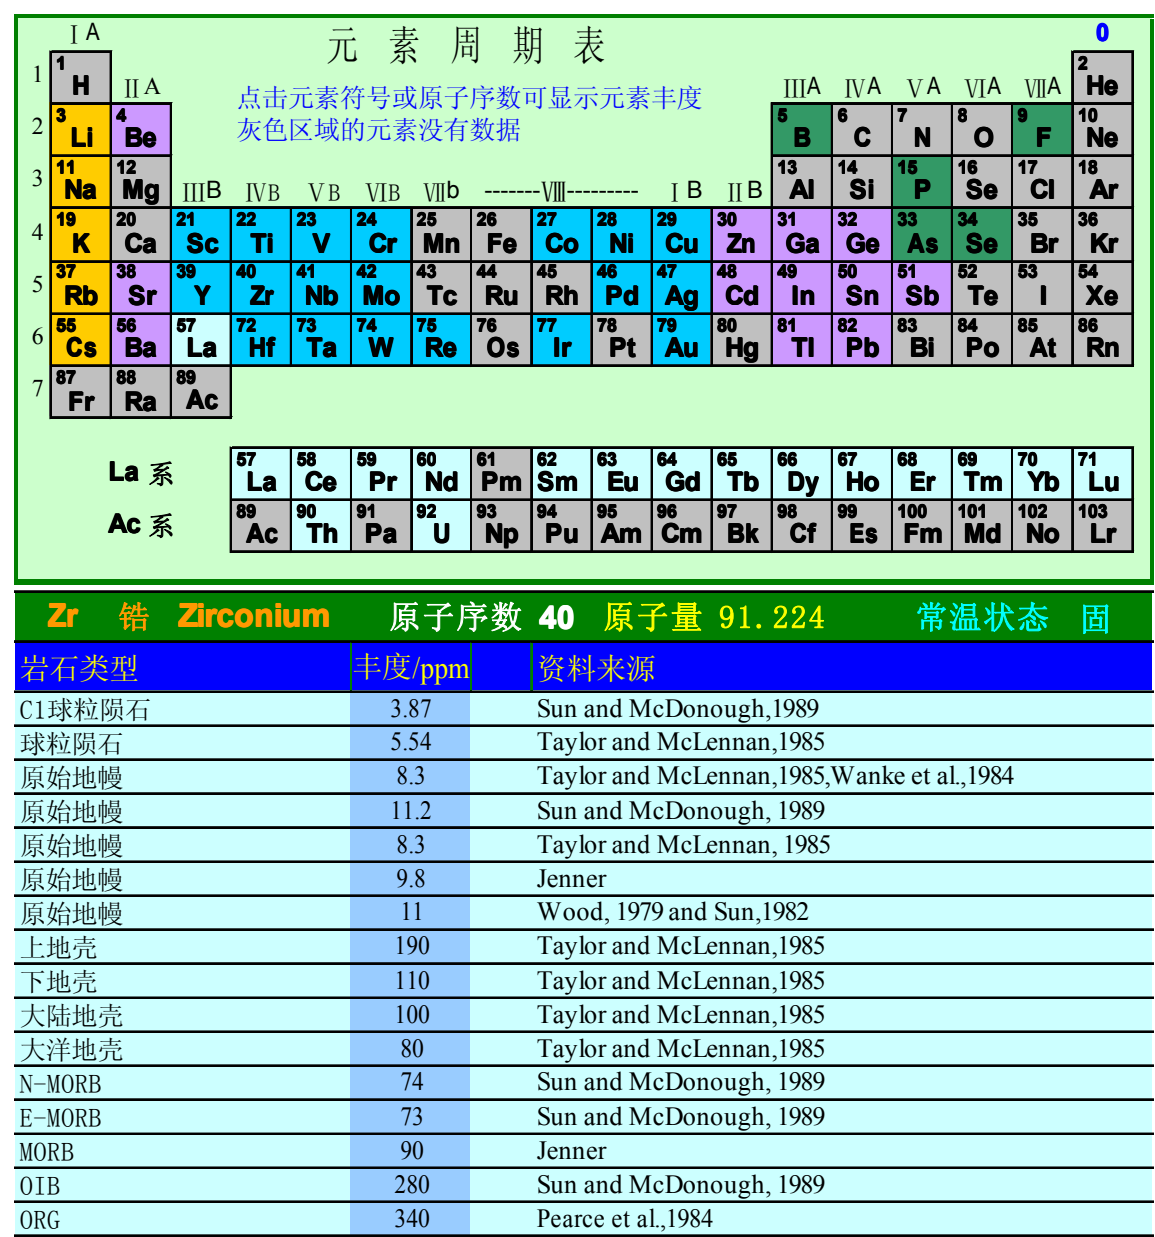 Ⅰ A 元 素 周 期 表 0
1 1 H Ⅱ A 点击元素符号或原子序数可显示元素丰度 ⅢA ⅣA Ⅴ A ⅥA ⅦA 2 He
2 3 Li 4 Be 灰色区域的元素没有数据 5 B 6 C 7 N 8 O 9 F 10 Ne
3 11 Na 12 Mg ⅢB ⅣB Ⅴ B ⅥB Ⅶb -------Ⅷ--------- Ⅰ B Ⅱ B 13 Al 14 Si 15 P 16 Se 17 Cl 18 Ar
4 19 K 20 Ca 21 Sc 22 Ti 23 V 24 Cr 25 Mn 26 Fe 27 Co 28 Ni 29 Cu 30 Zn 31 Ga 32 Ge 33 As 34 Se 35 Br 36 Kr
5 37 Rb 38 Sr 39 Y 40 Zr 41 Nb 42 Mo 43 Tc 44 Ru 45 Rh 46 Pd 47 Ag 48 Cd 49 In 50 Sn 51 Sb 52 Te 53 I 54 Xe
6 55 Cs 56 Ba 57 La 72 Hf 73 Ta 74 W 75 Re 76 Os 77 Ir 78 Pt 79 Au 80 Hg 81 Tl 82 Pb 83 Bi 84 Po 85 At 86 Rn
7 87 Fr 88 Ra 89 Ac
La 系 57 La 58 Ce 59 Pr 60 Nd 61 Pm 62 Sm 63 Eu 64 Gd 65 Tb 66 Dy 67 Ho 68 Er 69 Tm 70 Yb 71 Lu
Ac 系 89 Ac 90 Th 91 Pa 92 U 93 Np 94 Pu 95 Am 96 Cm 97 Bk 98 Cf 99 Es 100 Fm 101 Md 102 No 103 Lr
Zr 锆 Zirconium 原子序数 40 原子量 91.224 常温状态 固
岩石类型 丰度/ppm 资料来源
C1球粒陨石 3.87 Sun and McDonough,1989
球粒陨石 5.54 Taylor and McLennan,1985
原始地幔 8.3 Taylor and McLennan,1985,Wanke et al.,1984
原始地幔 11.2 Sun and McDonough, 1989
原始地幔 8.3 Taylor and McLennan, 1985
原始地幔 9.8 Jenner
原始地幔 11 Wood, 1979 and Sun,1982
上地壳 190 Taylor and McLennan,1985
下地壳 110 Taylor and McLennan,1985
大陆地壳 100 Taylor and McLennan,1985
大洋地壳 80 Taylor and McLennan,1985
N-MORB 74 Sun and McDonough, 1989
E-MORB 73 Sun and McDonough, 1989
MORB 90 Jenner
OIB 280 Sun and McDonough, 1989
ORG 340 Pearce et al.,1984